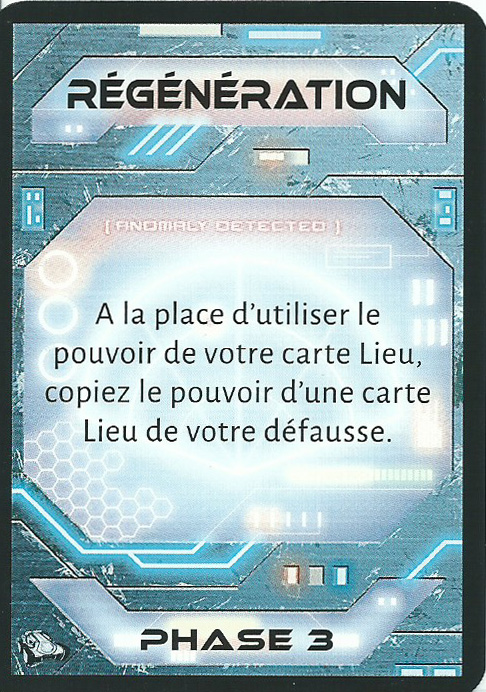 RÉGÉNÉRATION
[ ANOMALY DETECTED ]
A la place d'utiliser le
pouvoir de votre carte Lieu,
copiez le pouvoir d'une carte
Lieu de votre défausse.
PHASE 3